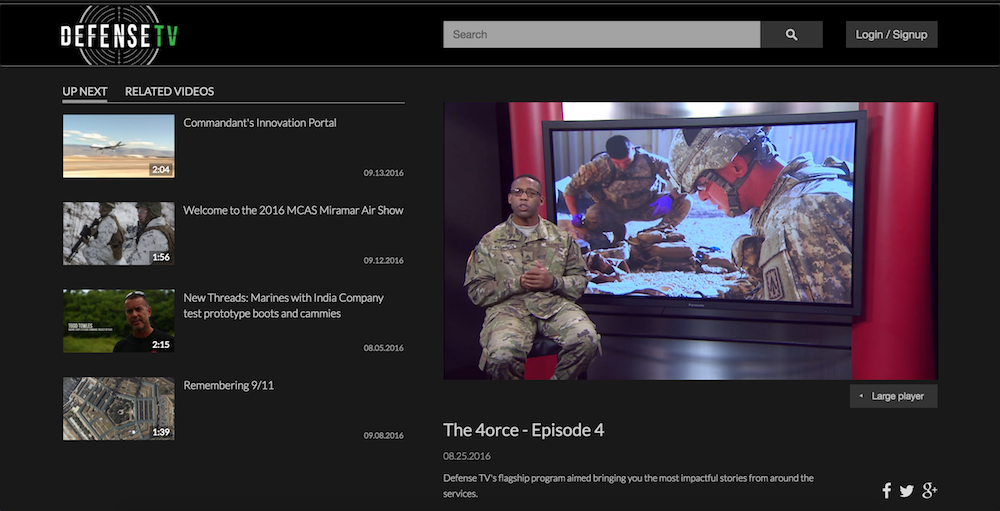 DEFENSETV
Search
Login / Signup
UP NEXT
RELATED VIDEOS
Commandant's Innovation Portal
2:04
09.13.2016
Welcome to the 2016 MCAS Miramar Air Show
1:56
09.12.2016
New Threads: Marines with India Company
test prototype boots and cammies
TODD TOWLES
2:15
08.05.2016
Remembering 9/11
1:39
09.08.2016
Panasonic
Large player
The 4orce - Episode 4
08.25.2016
Defense TV's flagship program aimed bringing you the most impactful stories from around the
services.